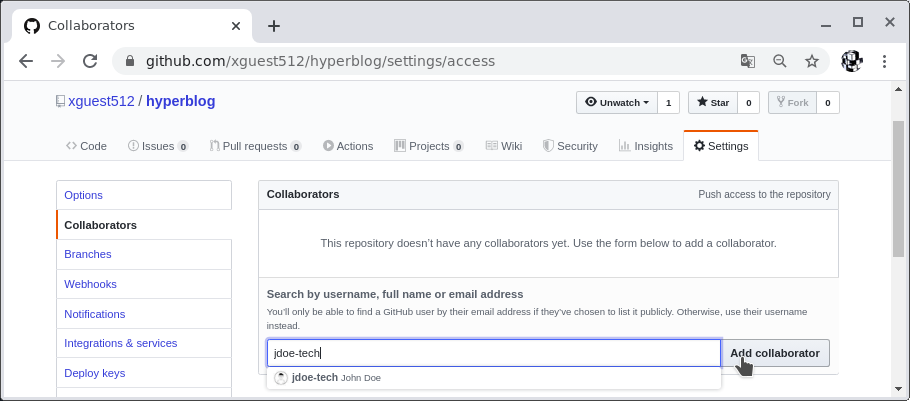 Collaborators
github.com/xguest512/hyperblog/settings/access
xguest512 / hyperblog
Unwatch 1 Star 0 Fork 0
Code Issues 0 Pull requests 0 Actions Projects 0 Wiki Security Insights Settings
Options
Collaborators
Branches
Webhooks
Notifications
Integrations & services
Deploy keys
Collaborators Push access to the repository
This repository doesn’t have any collaborators yet. Use the form below to add a collaborator.
Search by username, full name or email address
You’ll only be able to find a GitHub user by their email address if they’ve chosen to list it publicly. Otherwise, use their username
instead.
jdoe-tech Add collaborator
jdoe-tech John Doe